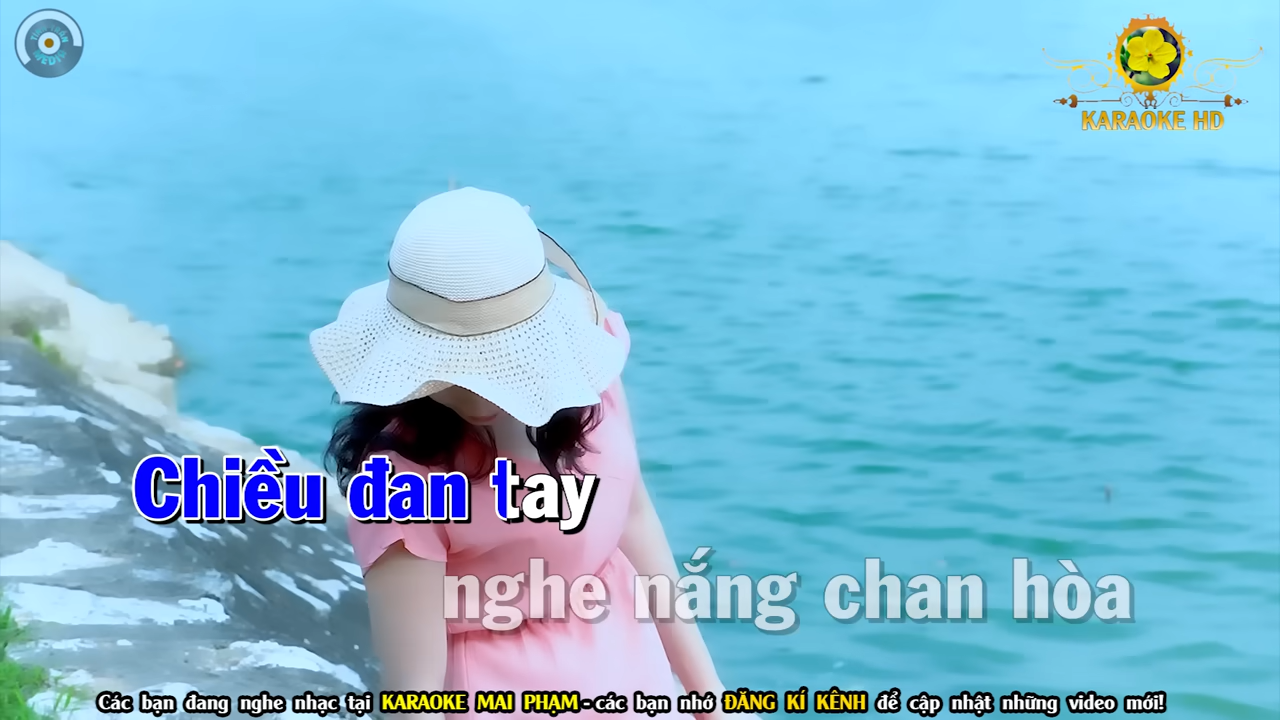 KARAOKE HD
Chiều đan tay
nghe nắng chan hòa
Các bạn đang nghe nhạc tại KARAOKE MAI PHẠM - các bạn nhớ ĐĂNG KÍ KÊNH để cập nhật những video mới!